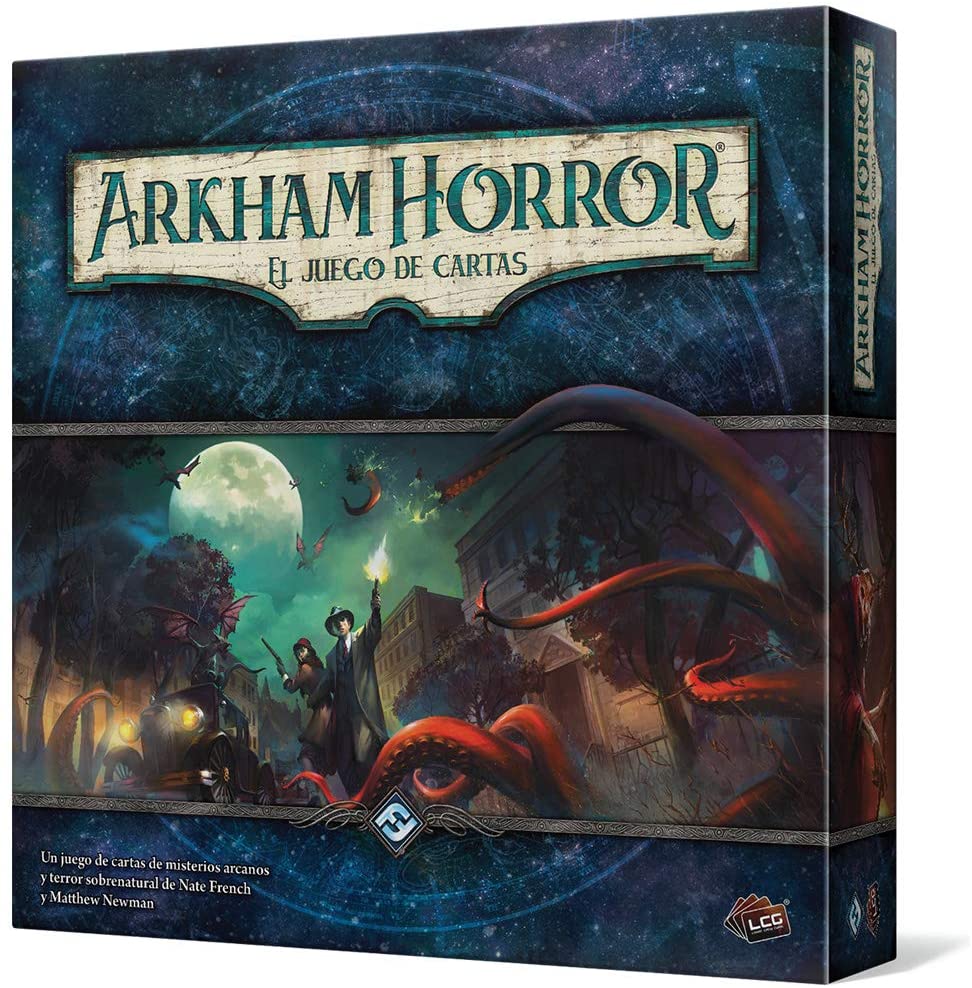 ARKHAM HORROR®
EL JUEGO DE CARTAS
Un juego de cartas de misterios arcanos
y terror sobrenatural de Nate French
y Matthew Newman
LCG®
ARKHAM HORROR
EL JUEGO DE CARTAS
LCG